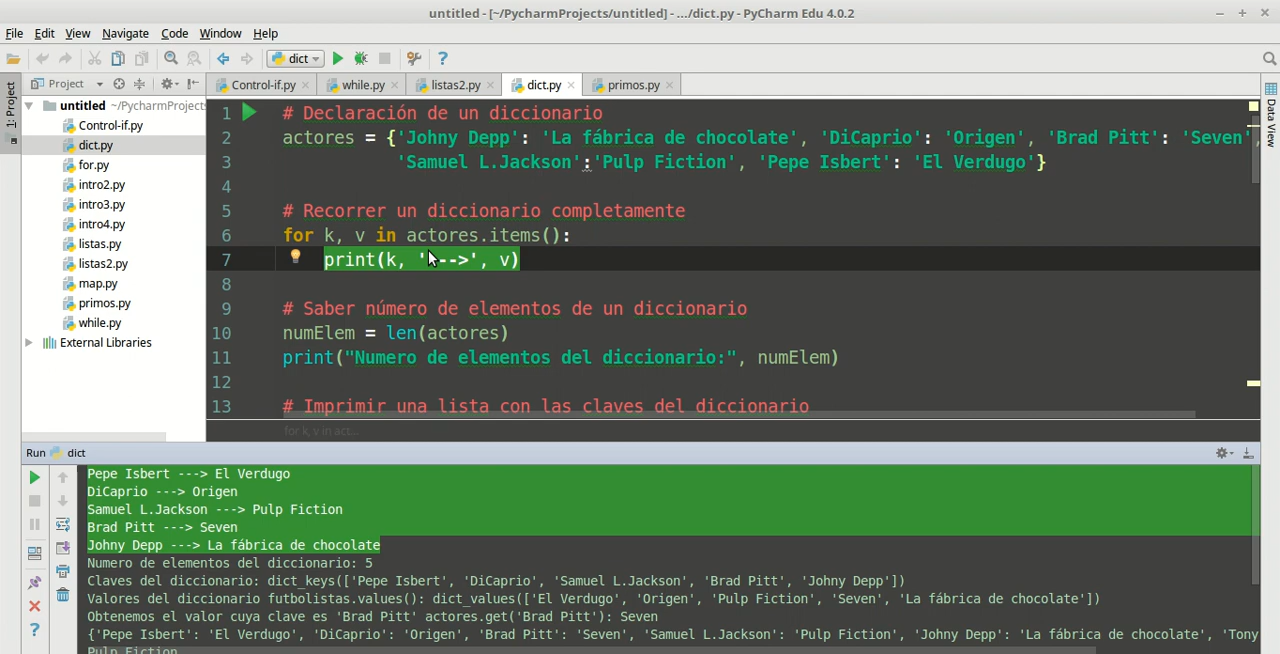 untitled - [~/PycharmProjects/untitled] - .../dict.py - PyCharm Edu 4.0.2
File Edit View Navigate Code Window Help
dict
1: Project
Project
Control-if.py
while.py
listas2.py
dict.py
primos.py
Data View
untitled ~/PycharmProjects
Control-if.py
dict.py
for.py
intro2.py
intro3.py
intro4.py
listas.py
listas2.py
map.py
primos.py
while.py
External Libraries
1 # Declaración de un diccionario
2 actores = {'Johny Depp': 'La fábrica de chocolate', 'DiCaprio': 'Origen', 'Brad Pitt': 'Seven',
3 'Samuel L.Jackson':'Pulp Fiction', 'Pepe Isbert': 'El Verdugo'}
4
5 # Recorrer un diccionario completamente
6 for k, v in actores.items():
7 print(k, '--->', v)
8
9 # Saber número de elementos de un diccionario
10 numElem = len(actores)
11 print("Numero de elementos del diccionario:", numElem)
12
13 # Imprimir una lista con las claves del diccionario
for k, v in act...
Run dict
Pepe Isbert ---> El Verdugo
DiCaprio ---> Origen
Samuel L.Jackson ---> Pulp Fiction
Brad Pitt ---> Seven
Johny Depp ---> La fábrica de chocolate
Numero de elementos del diccionario: 5
Claves del diccionario: dict_keys(['Pepe Isbert', 'DiCaprio', 'Samuel L.Jackson', 'Brad Pitt', 'Johny Depp'])
Valores del diccionario futbolistas.values(): dict_values(['El Verdugo', 'Origen', 'Pulp Fiction', 'Seven', 'La fábrica de chocolate'])
Obtenemos el valor cuya clave es 'Brad Pitt' actores.get('Brad Pitt'): Seven
{'Pepe Isbert': 'El Verdugo', 'DiCaprio': 'Origen', 'Brad Pitt': 'Seven', 'Samuel L.Jackson': 'Pulp Fiction', 'Johny Depp': 'La fábrica de chocolate', 'Tony
Pulp Fiction